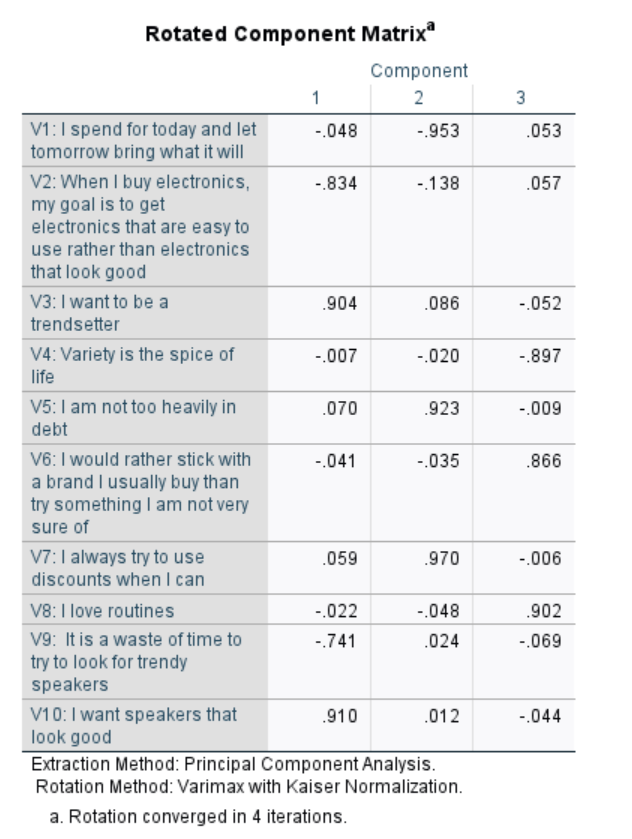 Rotated Component Matrixa
Component
1 2 3
V1: I spend for today and let -.048 -.953 .053
tomorrow bring what it will
V2: When I buy electronics, -.834 -.138 .057
my goal is to get
electronics that are easy to
use rather than electronics
that look good
V3: I want to be a .904 .086 -.052
trendsetter
V4: Variety is the spice of -.007 -.020 -.897
life
V5: I am not too heavily in .070 .923 -.009
debt
V6: I would rather stick with -.041 -.035 .866
a brand I usually buy than
try something I am not very
sure of
V7: I always try to use .059 .970 -.006
discounts when I can
V8: I love routines -.022 -.048 .902
V9:  It is a waste of time to -.741 .024 -.069
try to look for trendy
speakers
V10: I want speakers that .910 .012 -.044
look good
Extraction Method: Principal Component Analysis.
Rotation Method: Varimax with Kaiser Normalization.
a. Rotation converged in 4 iterations.